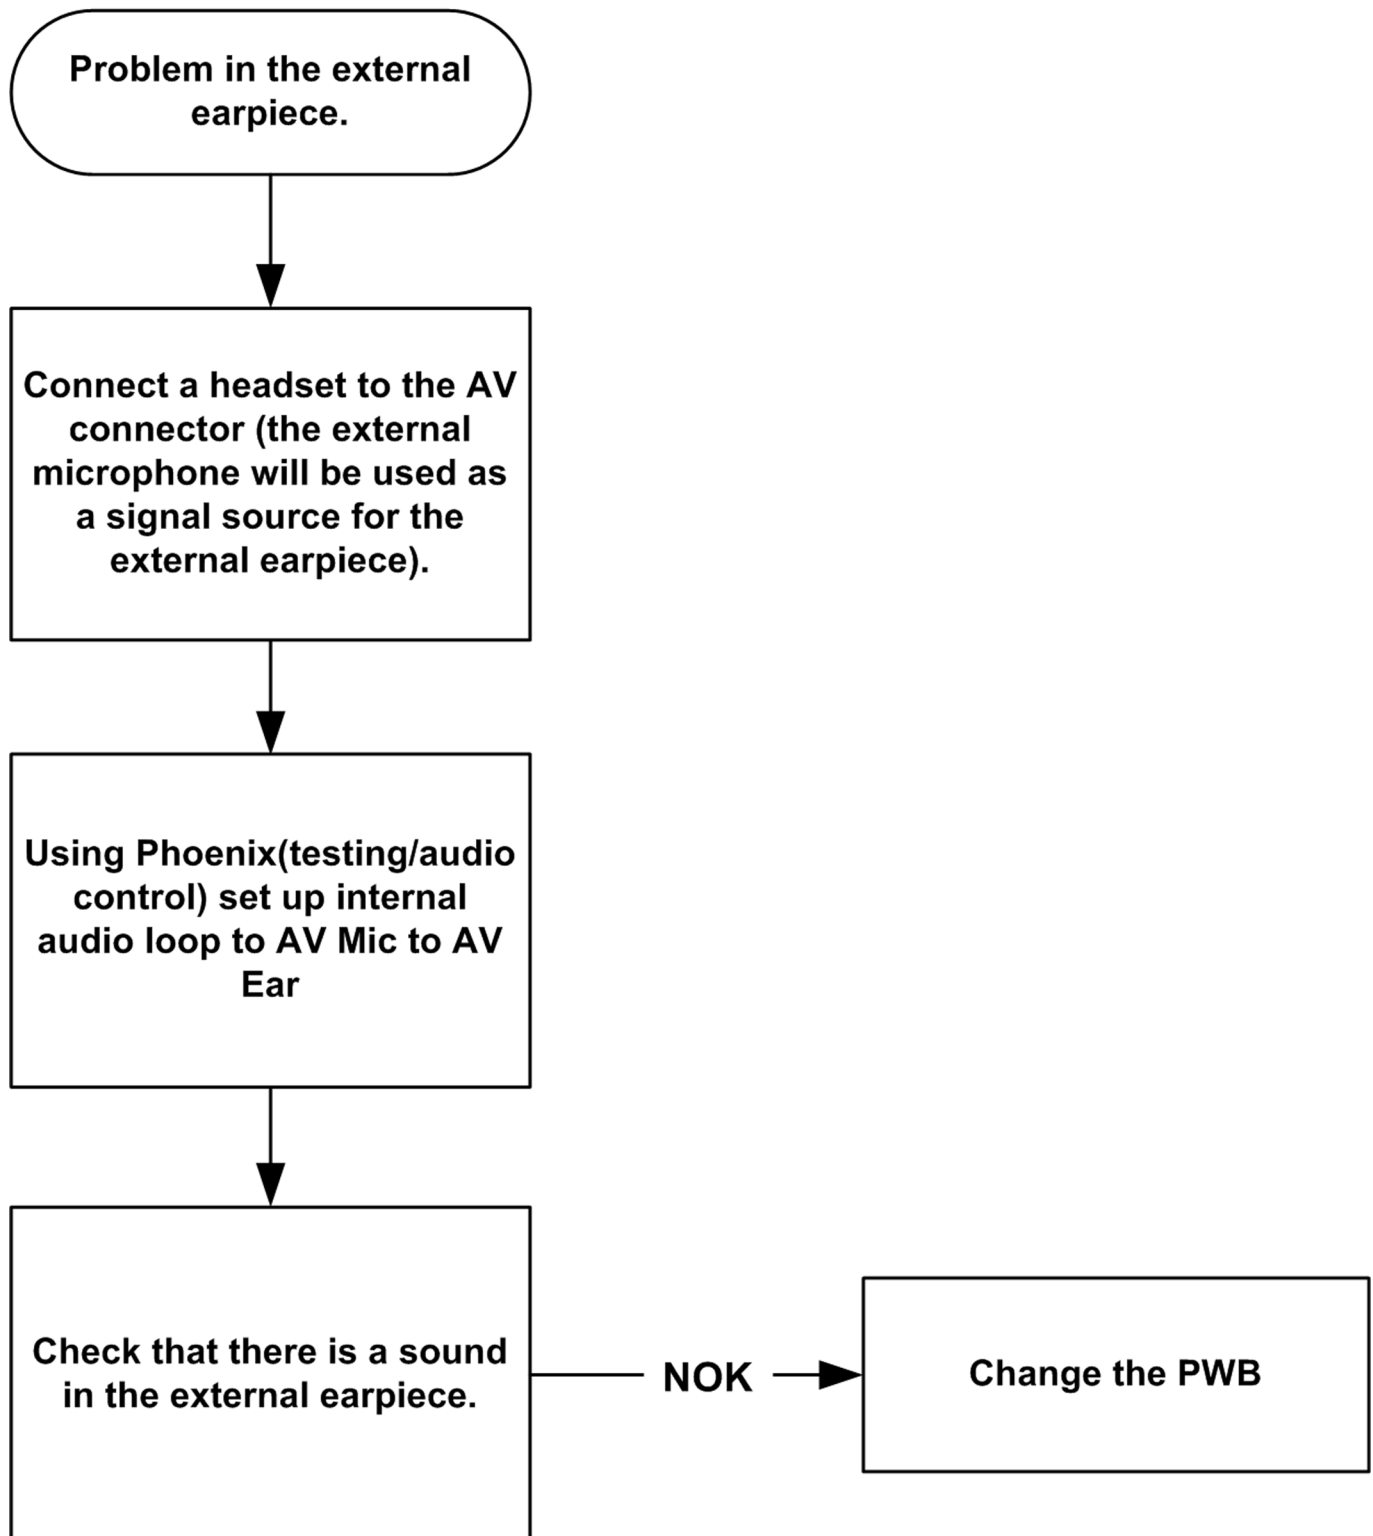 Problem in the external
earpiece.
Connect a headset to the AV
connector (the external
microphone will be used as
a signal source for the
external earpiece).
Using Phoenix(testing/audio
control) set up internal
audio loop to AV Mic to AV
Ear
Check that there is a sound
in the external earpiece.
NOK
Change the PWB